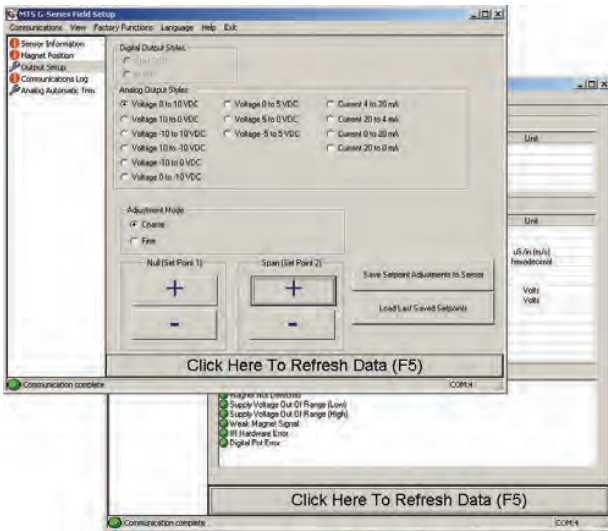 MTS G-Series Field Setup
Communications View Factory Functions Language Help Exit
Sensor Information
Magnet Position
Output Setup
Communications Log
Analog Automatic Trim
Digital Output Styles
Analog Output Styles
Voltage 0 to 10 VDC
Voltage 10 to 0 VDC
Voltage -10 to 10 VDC
Voltage 10 to -10 VDC
Voltage -10 to 0 VDC
Voltage 0 to -10 VDC
Voltage 0 to 5 VDC
Voltage 5 to 0 VDC
Voltage -5 to 5 VDC
Current 4 to 20 mA
Current 20 to 4 mA
Current 0 to 20 mA
Current 20 to 0 mA
Adjustment Mode
Coarse
Fine
Null (Set Point 1)
+
-
Span (Set Point 2)
+
-
Save Setpoint Adjustments to Sensor
Load Last Saved Setpoints
Click Here To Refresh Data (F5)
Communication complete
COM:4
Unit
Unit
uS/in (m/s)
hexadecimal
Volts
Volts
Magnet Not Detected
Supply Voltage Out Of Range (Low)
Supply Voltage Out Of Range (High)
Weak Magnet Signal
Hardware Error
Digital Pot Error
Click Here To Refresh Data (F5)
Communication complete
COM:4